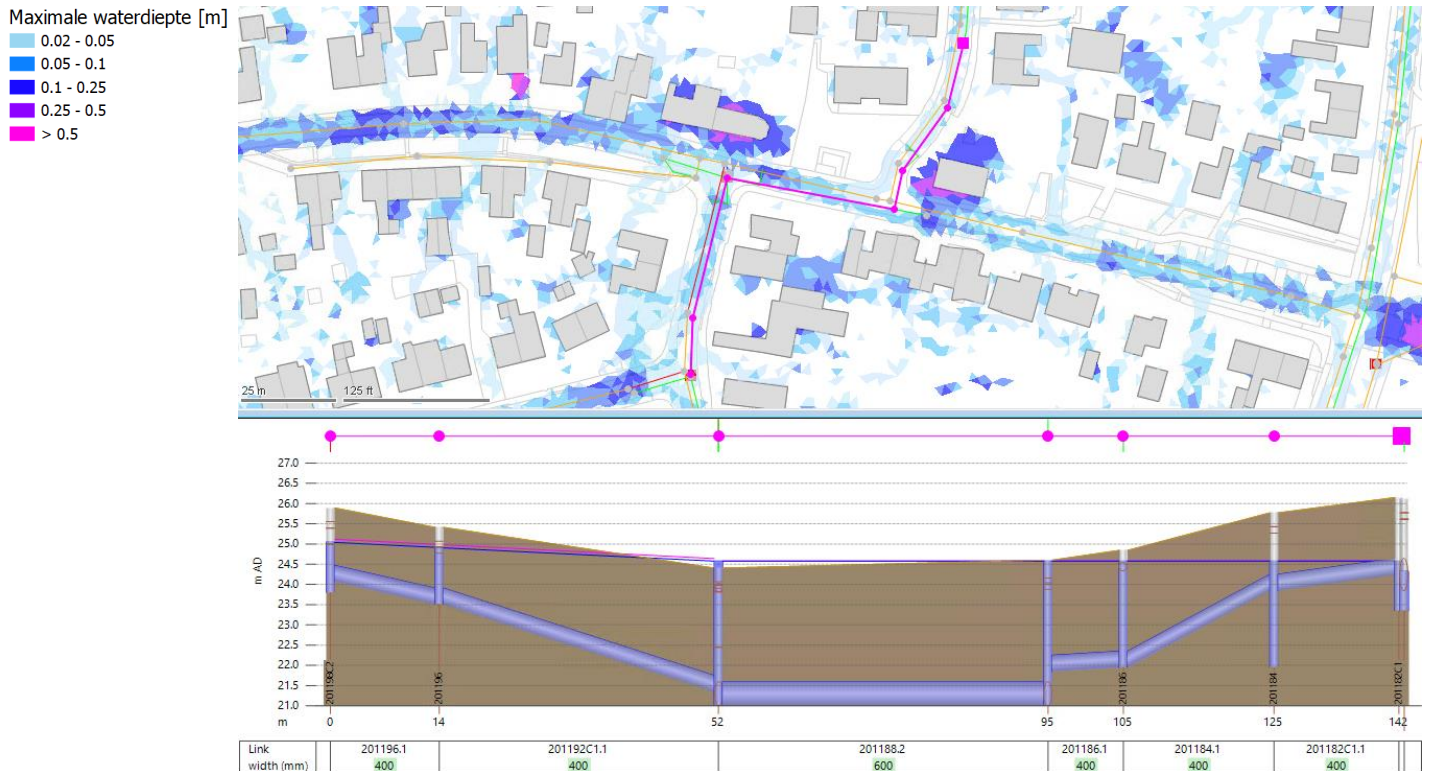 Maximale waterdiepte [m]
0.02 - 0.05
0.05 - 0.1
0.1 - 0.25
0.25 - 0.5
> 0.5
25 m
125 ft
27.0
26.5
26.0
25.5
25.0
24.5
24.0
23.5
23.0
22.5
22.0
21.5
21.0
m AD
201198C2
201196
201186
201184
201182C1
m 0 14 52 95 105 125 142
Link 201196.1 201192C1.1 201188.2 201186.1 201184.1 201182C1.1
width (mm) 400 400 600 400 400 400